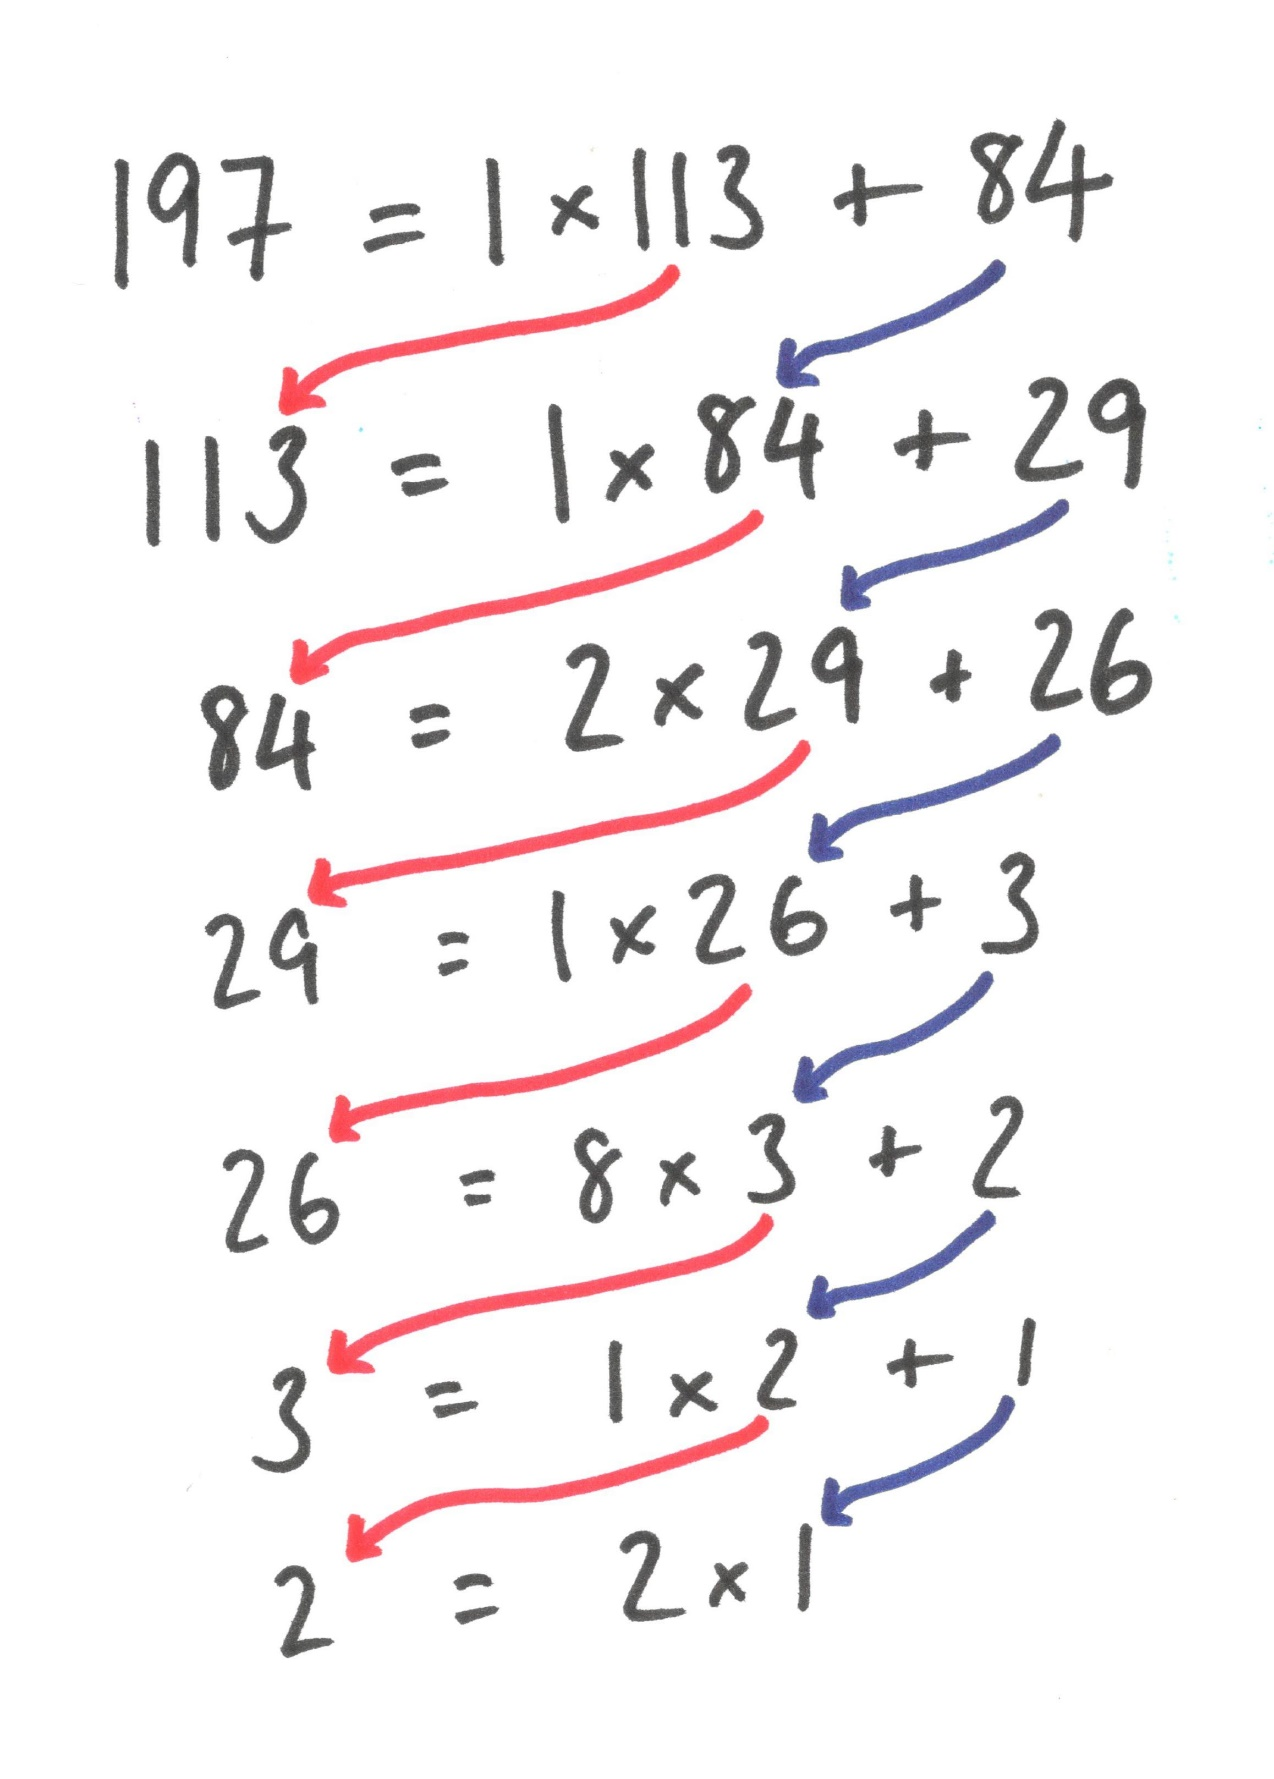 197 = 1 × 113 + 84
113 = 1 × 84 + 29
84 = 2 × 29 + 26
29 = 1 × 26 + 3
26 = 8 × 3 + 2
3 = 1 × 2 + 1
2 = 2 × 1